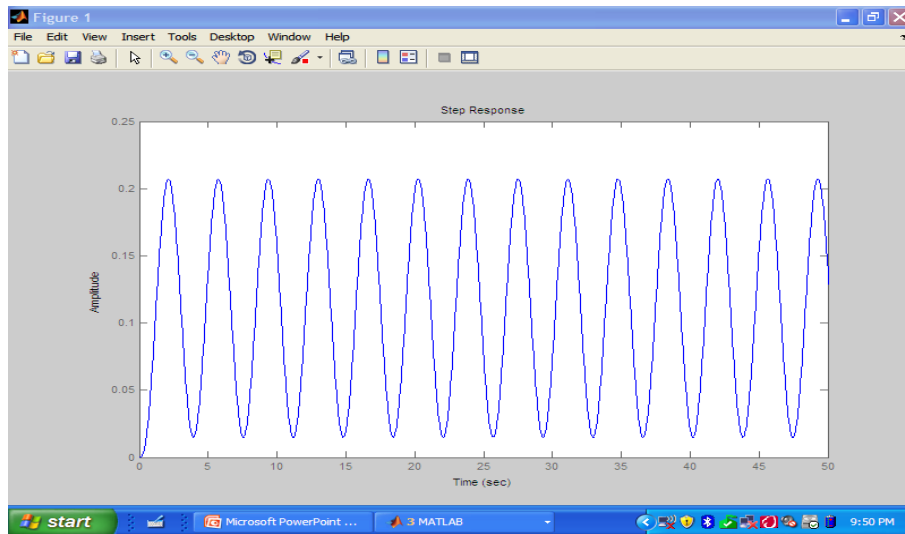 Figure 1
File Edit View Insert Tools Desktop Window Help
Step Response
0.25
0.2
0.15
0.1
0.05
0
Amplitude
0 5 10 15 20 25 30 35 40 45 50
Time (sec)
start Microsoft PowerPoint ... 3 MATLAB 9:50 PM